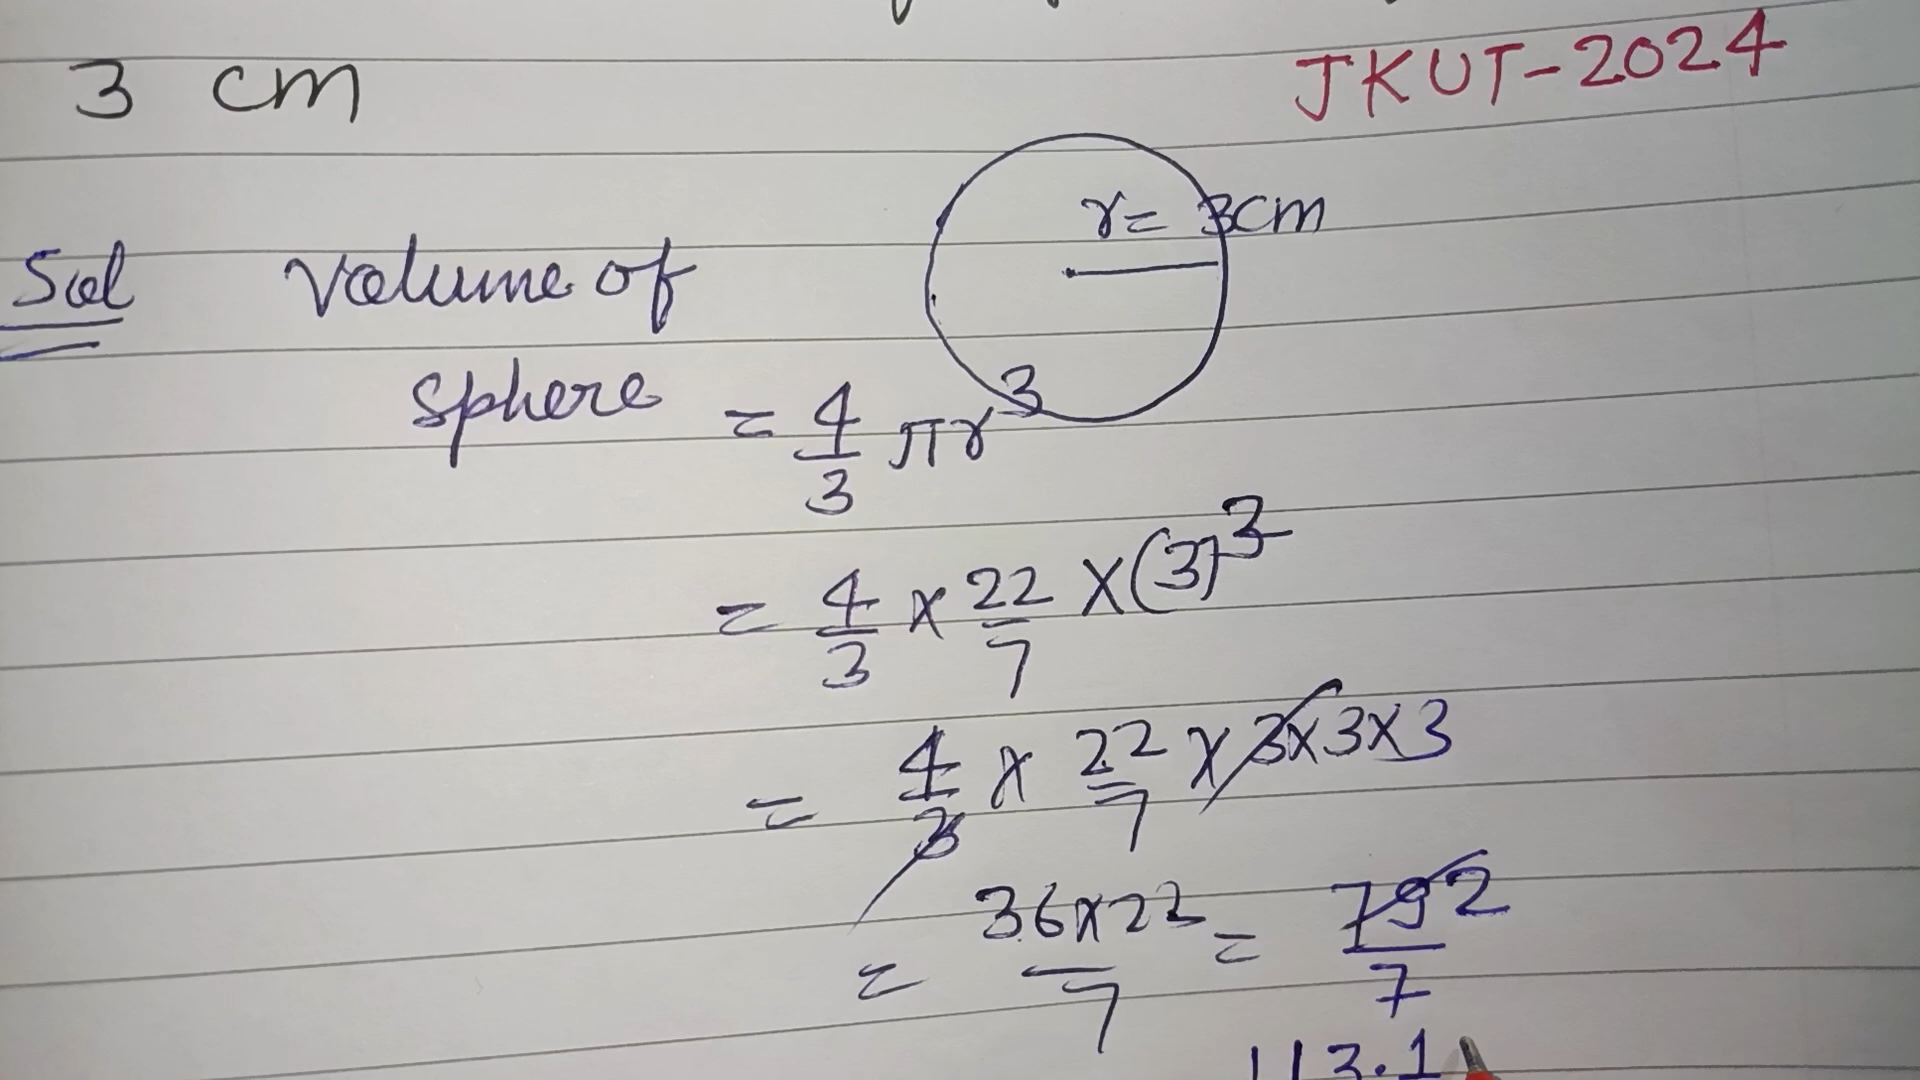 3 cm
JKUT-2024
r= 3cm
Sol Volume of
sphere = 4/3 πr³
= 4/3 × 22/7 × (3)³
= 4/3 × 22/7 × 3×3×3
= 36×22/7 = 792/7
113.1